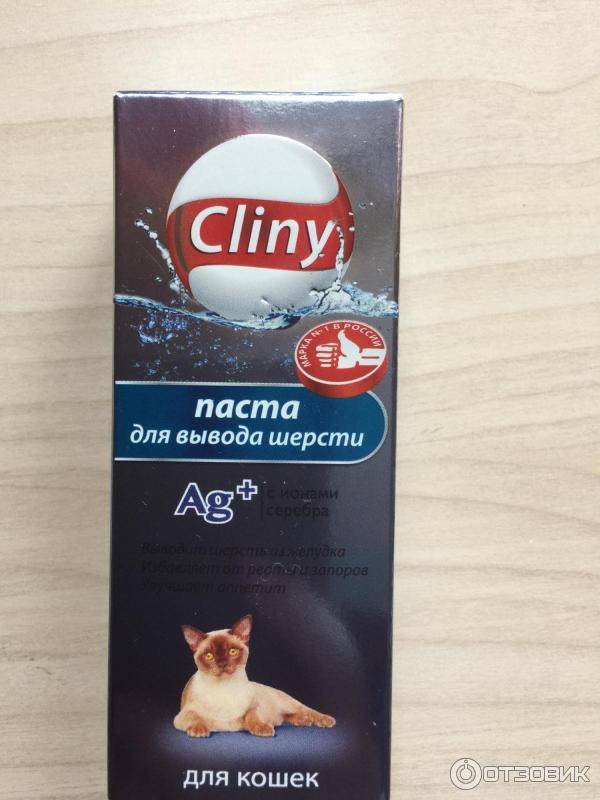 Cliny
МАРКА №1 В РОССИИ
паста
для вывода шерсти
Ag+
с ионами
серебра
Выводит шерсть из желудка
Избавляет от рвоты и запоров
Улучшает аппетит
для кошек
ОТЗОВИК